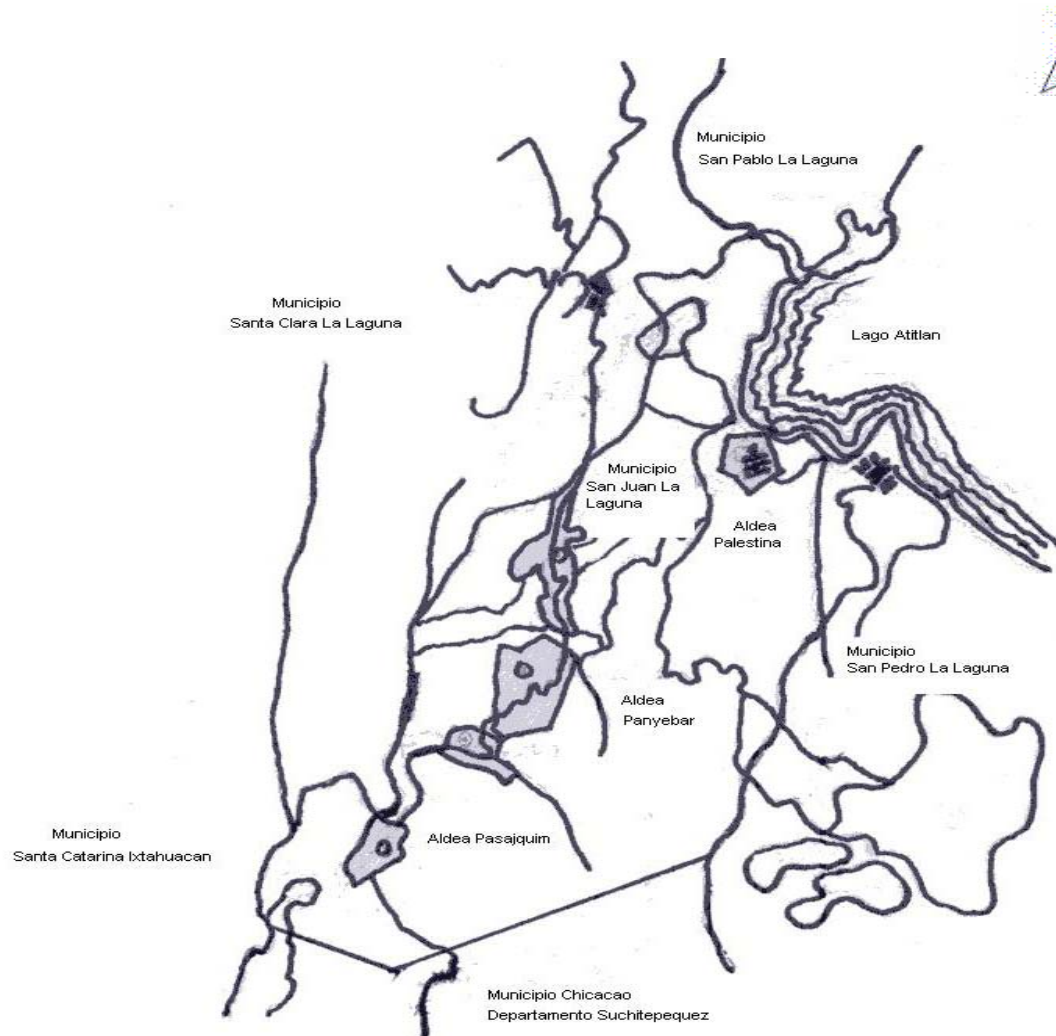 Municipio
San Pablo La Laguna
Municipio
Santa Clara La Laguna
Lago Atitlan
Municipio
San Juan La
Laguna
Aldea
Palestina
Municipio
San Pedro La Laguna
Aldea
Panyebar
Municipio
Santa Catarina Ixtahuacan
Aldea Pasajquim
Municipio Chicacao
Departamento Suchitepequez